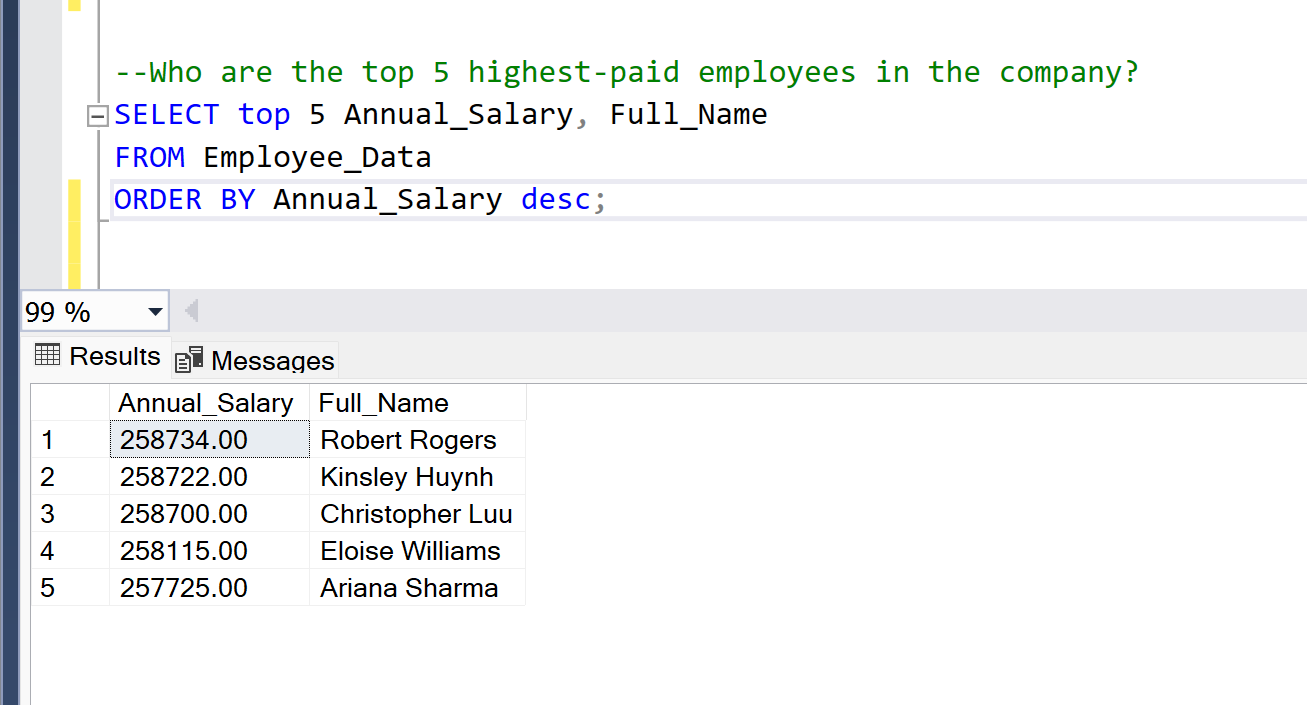 --Who are the top 5 highest-paid employees in the company?
SELECT top 5 Annual_Salary, Full_Name
FROM Employee_Data
ORDER BY Annual_Salary desc;
99 %
Results Messages
Annual_Salary Full_Name
1 258734.00 Robert Rogers
2 258722.00 Kinsley Huynh
3 258700.00 Christopher Luu
4 258115.00 Eloise Williams
5 257725.00 Ariana Sharma